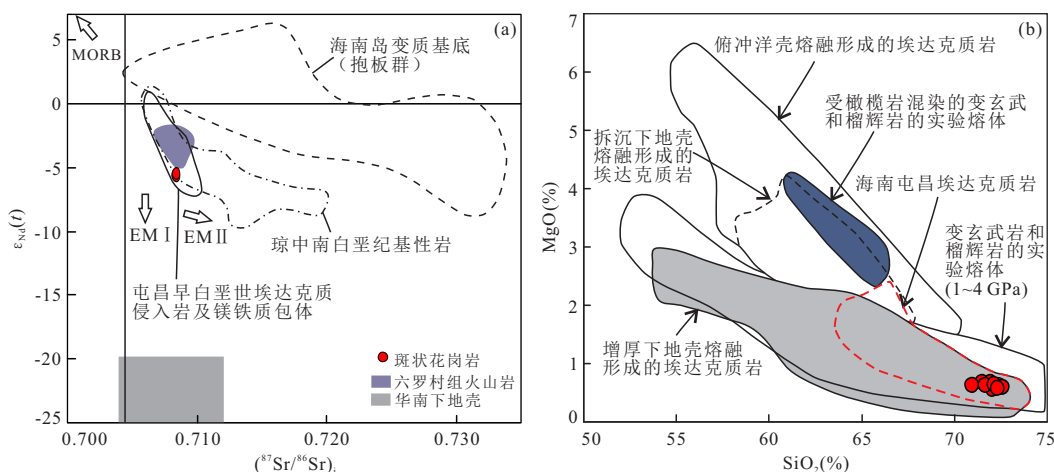 (a)
MORB
海南岛变质基底
（抱板群）
EMⅠ
EMⅡ
琼中南白垩纪基性岩
屯昌早白垩世埃达克质
侵入岩及镁铁质包体
斑状花岗岩
六罗村组火山岩
华南下地壳
5
0
-5
-10
-15
-20
-25
εNd(t)
0.700
0.710
0.720
0.730
(87Sr/86Sr)i
(b)
俯冲洋壳熔融形成的埃达克质岩
受橄榄岩混染的变玄武
和榴辉岩的实验熔体
拆沉下地壳
熔融形成的
埃达克质岩
海南屯昌埃达克质岩
变玄武岩和
榴辉岩的实
验熔体
(1~4 GPa)
增厚下地壳熔融
形成的埃达克质岩
7
6
5
4
3
2
1
0
MgO(%)
50
55
60
65
70
75
SiO2(%)